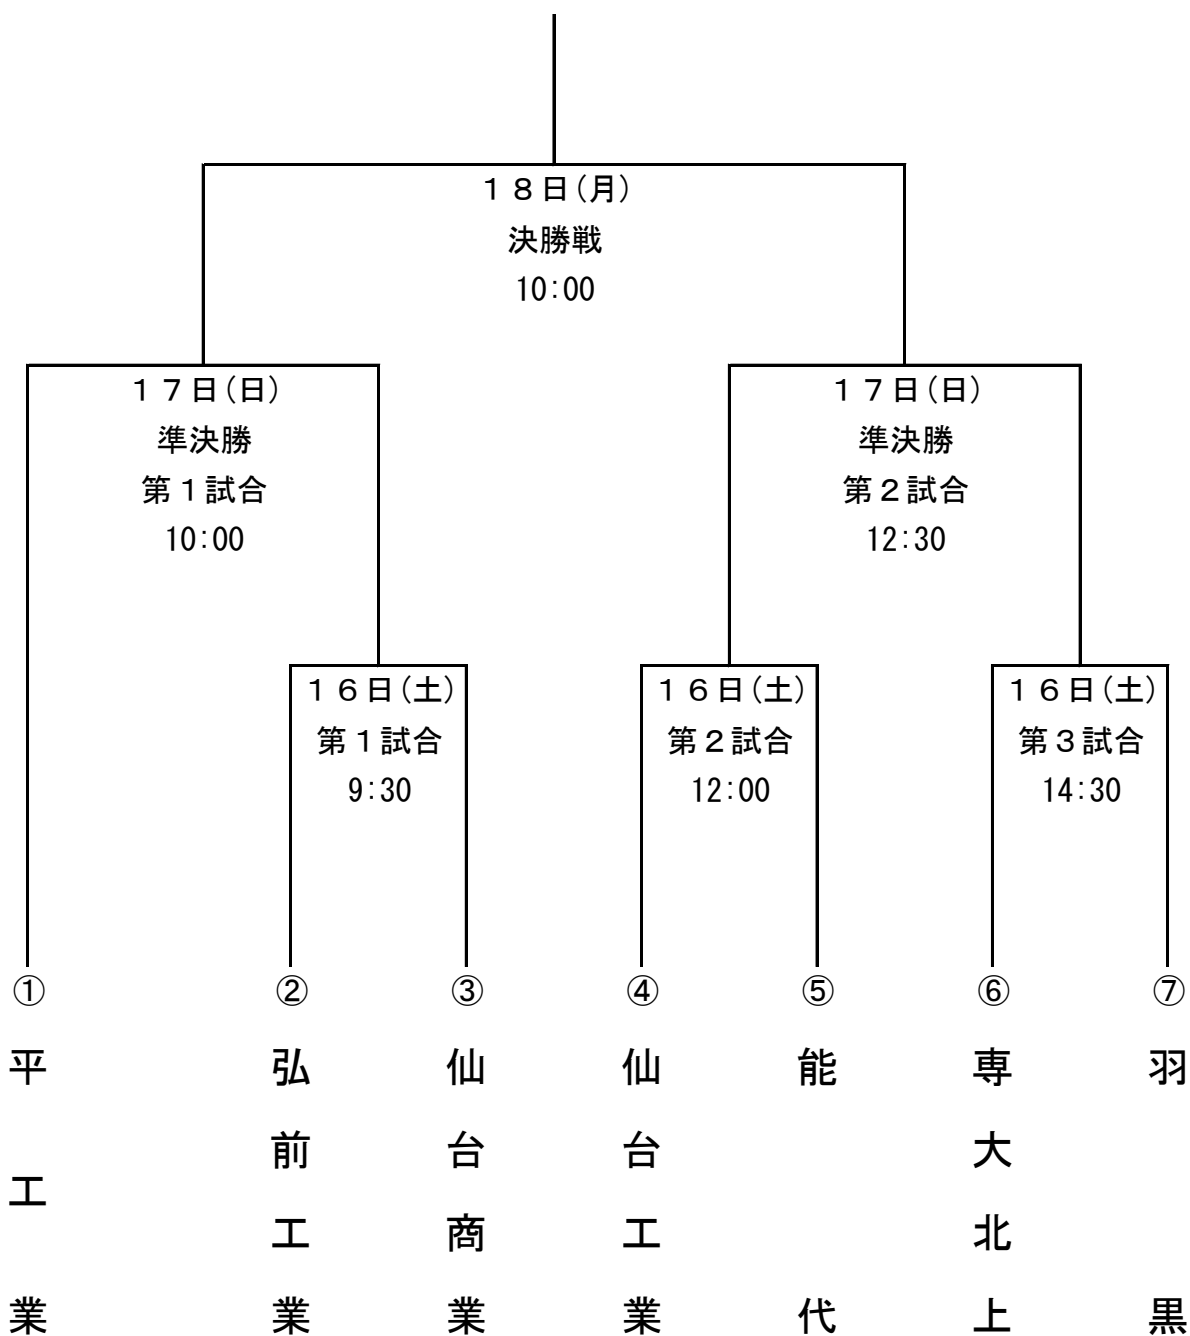 １８日（月）
決勝戦
10:00
１７日（日）
準決勝
第１試合
10:00
１７日（日）
準決勝
第２試合
12:30
１６日（土）
第１試合
9:30
１６日（土）
第２試合
12:00
１６日（土）
第３試合
14:30
①
平工業
②
弘前工業
③
仙台商業
④
仙台工業
⑤
能代
⑥
専大北上
⑦
羽黒